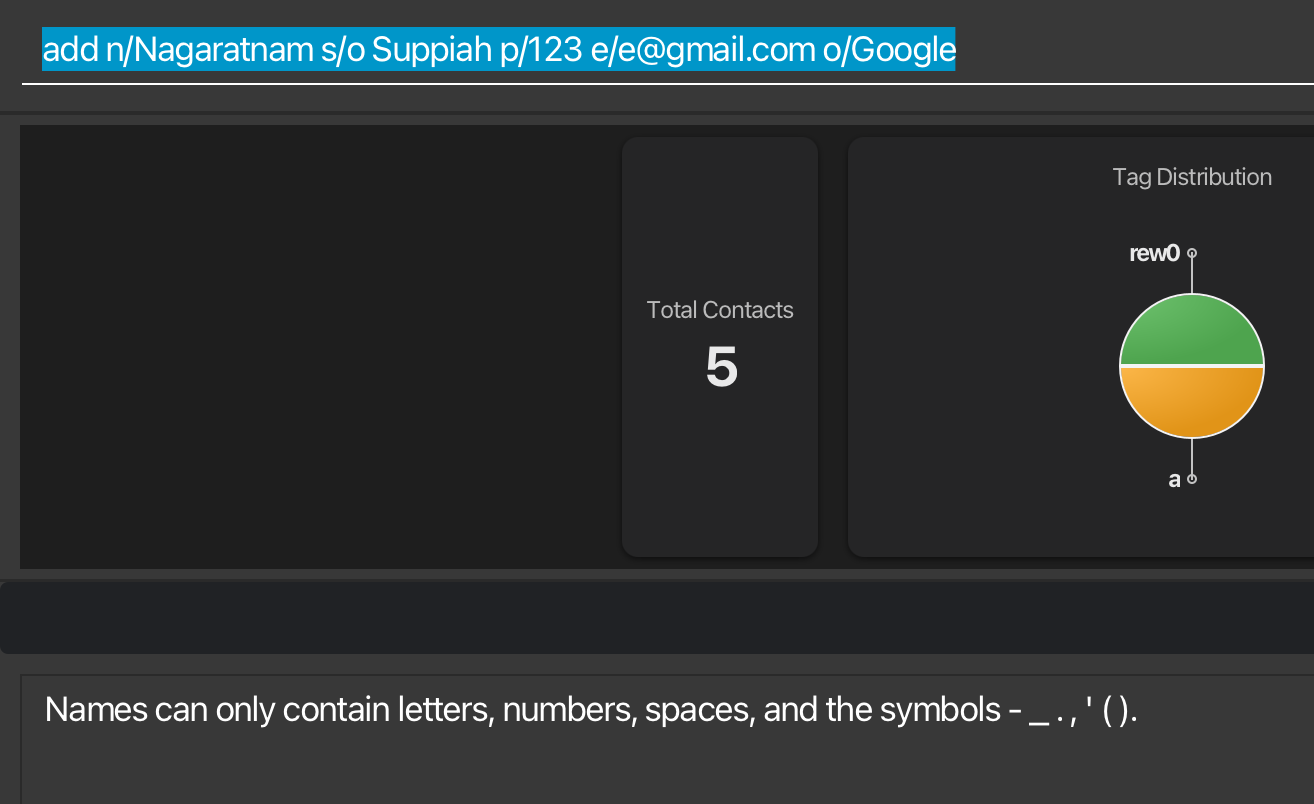 add n/Nagaratnam s/o Suppiah p/123 e/e@gmail.com o/Google
Total Contacts
5
Tag Distribution
rew0
a
Names can only contain letters, numbers, spaces, and the symbols - _ . , ' ( ).